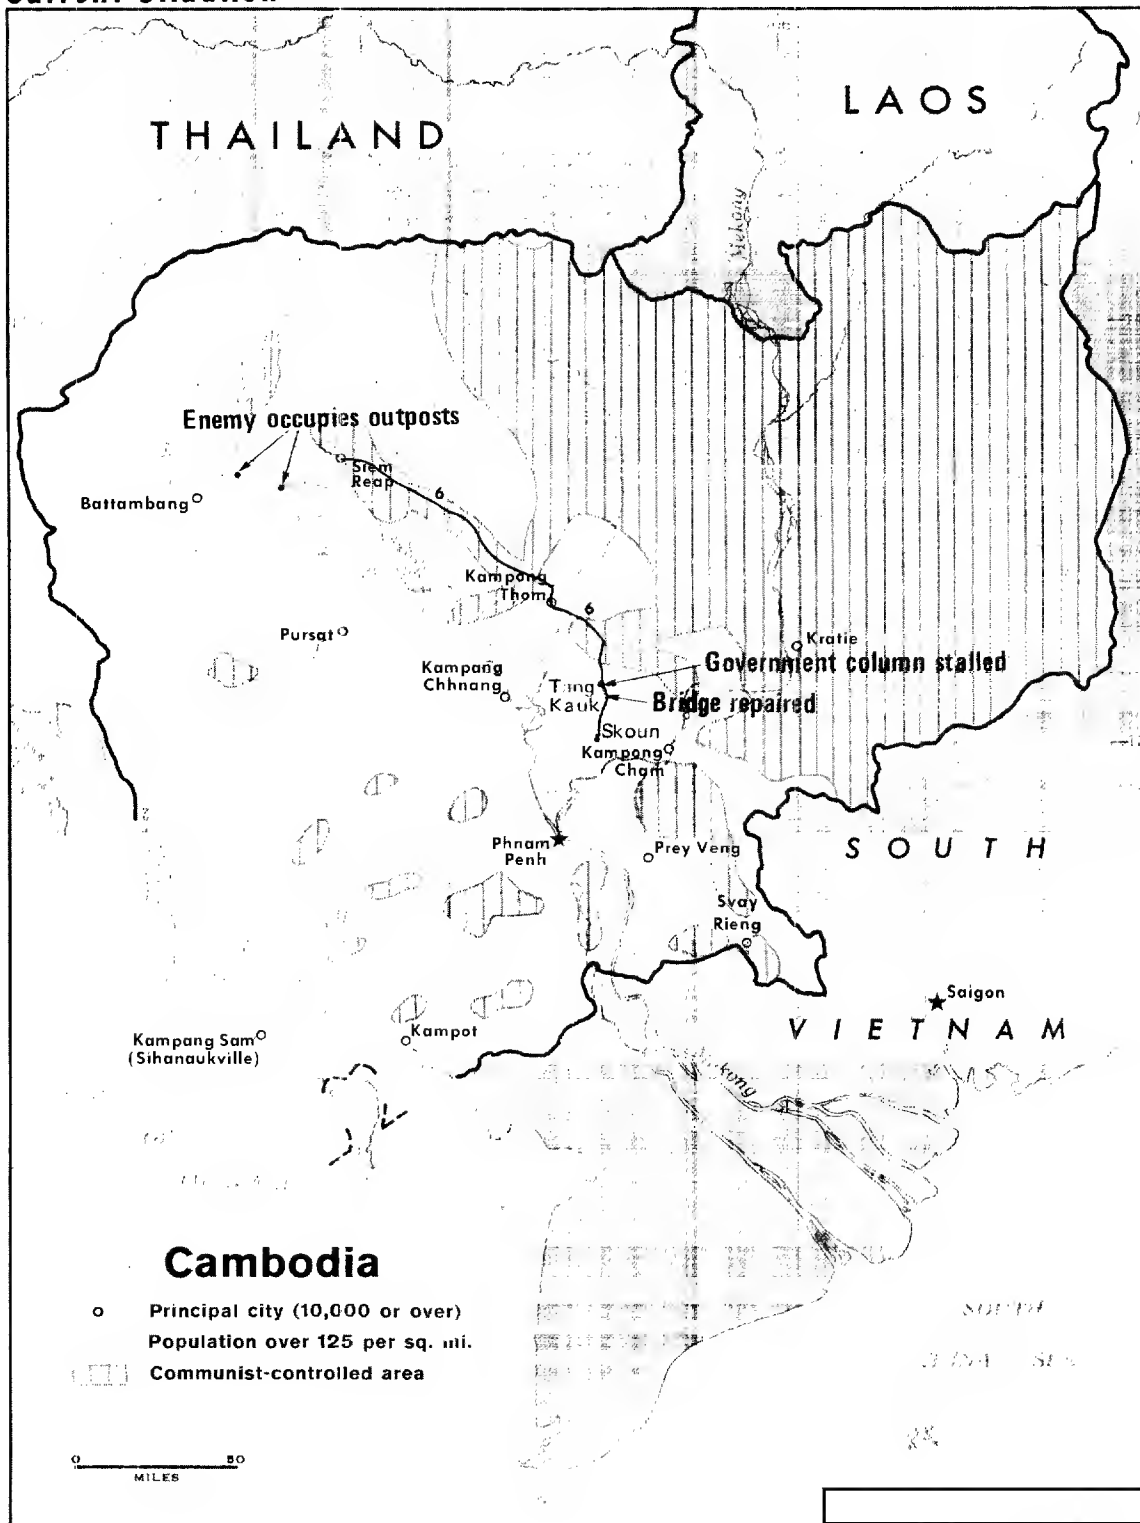 THAILAND
LAOS
Mekong
Enemy occupies outposts
Siem
Reap
6
Battambang
Kampong
Thom
6
Pursat
Kratie
Government column stalled
Kampang
Chhnang
Tang
Kauk
Bridge repaired
Skoun
Kampong
Cham
Phnam
Penh
Prey Veng
SOUTH
Svay
Rieng
Saigon
VIETNAM
Kampang Sam
(Sihanaukville)
Kampot
Cambodia
Principal city (10,000 or over)
Population over 125 per sq. mi.
Communist-controlled area
SOUTH
SEA
0 50
MILES